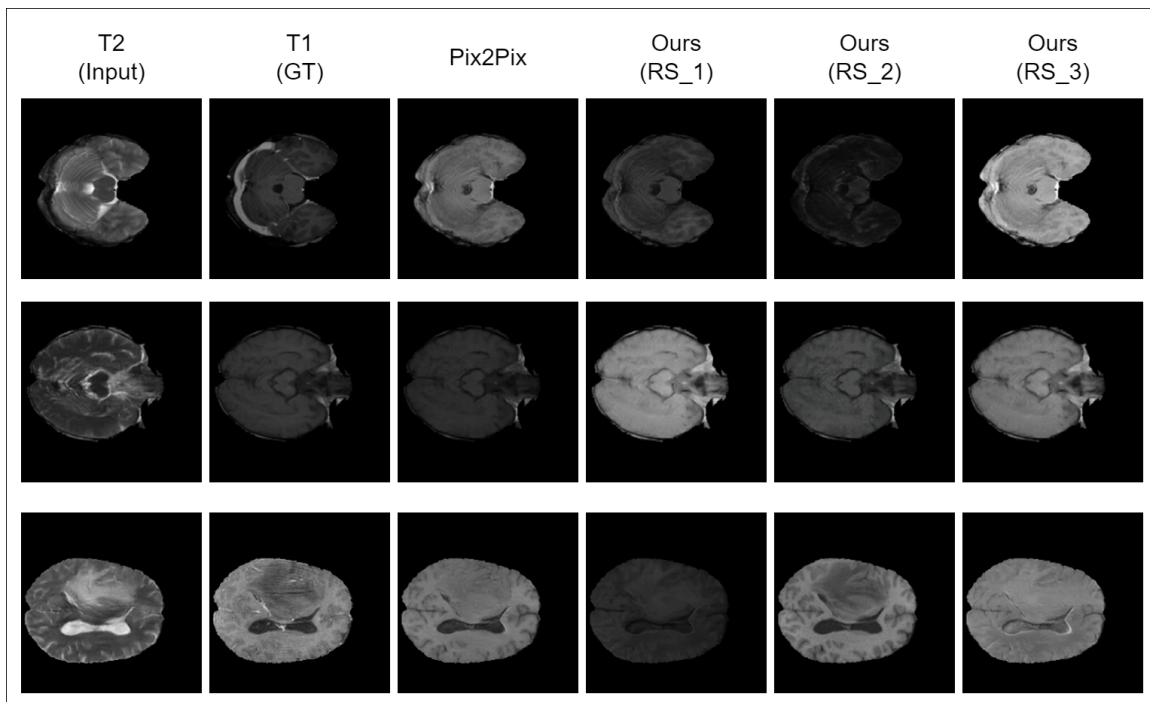 T2
(Input)
T1
(GT)
Pix2Pix
Ours
(RS_1)
Ours
(RS_2)
Ours
(RS_3)